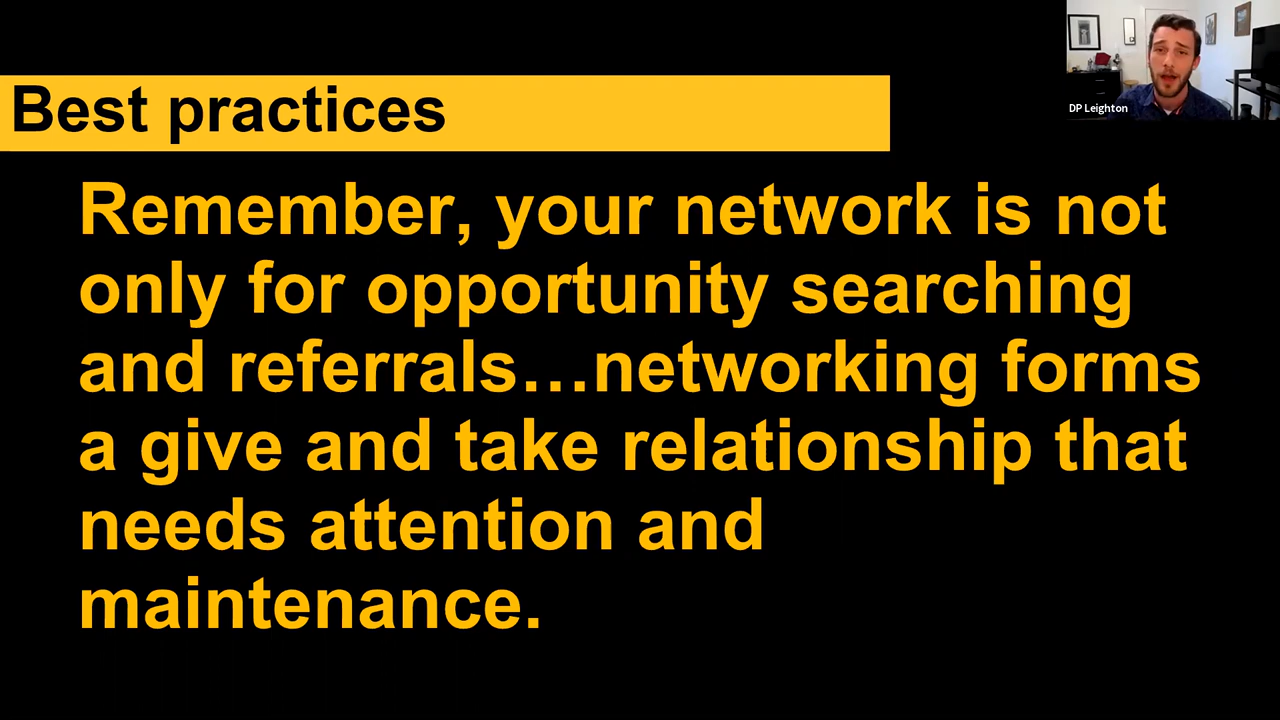 Best practices
DP Leighton
Remember, your network is not
only for opportunity searching
and referrals…networking forms
a give and take relationship that
needs attention and
maintenance.